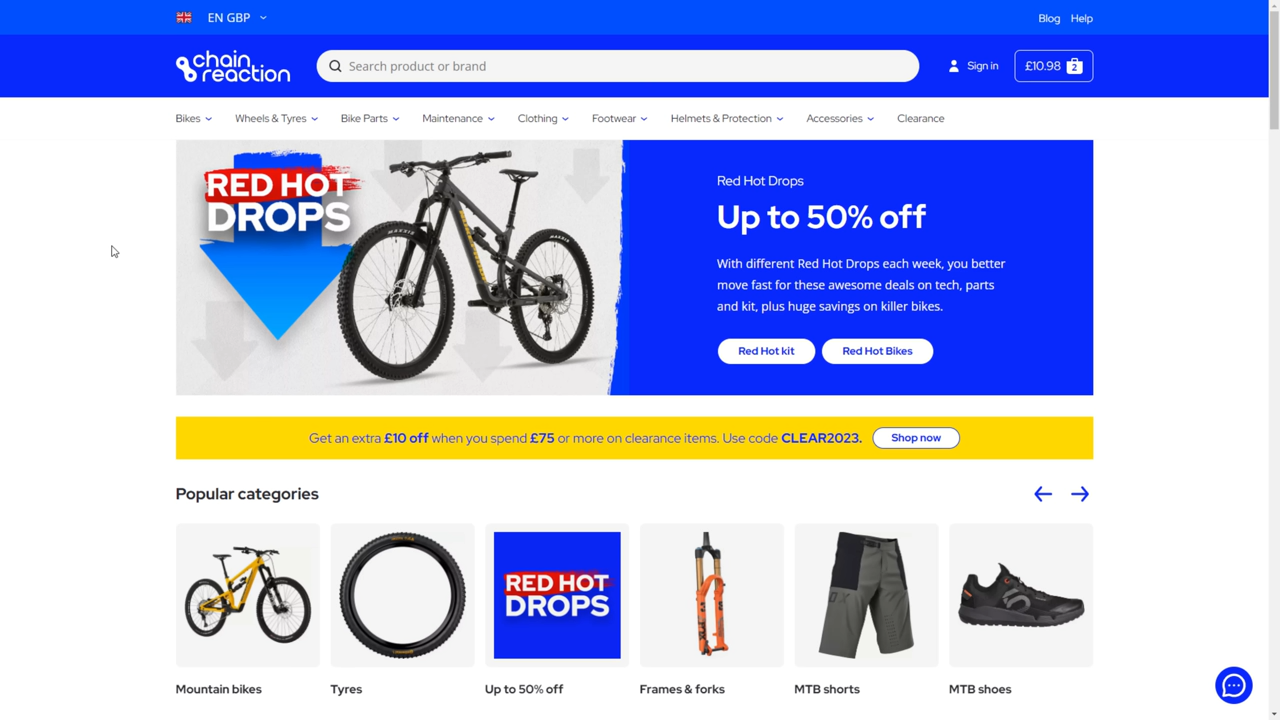 EN GBP
Blog Help
chain reaction
Search product or brand
Sign in
£10.98 2
Bikes Wheels & Tyres Bike Parts Maintenance Clothing Footwear Helmets & Protection Accessories Clearance
RED HOT
DROPS
Red Hot Drops
Up to 50% off
With different Red Hot Drops each week, you better
move fast for these awesome deals on tech, parts
and kit, plus huge savings on killer bikes.
Red Hot kit Red Hot Bikes
Get an extra £10 off when you spend £75 or more on clearance items. Use code CLEAR2023. Shop now
Popular categories
RED HOT
DROPS
Mountain bikes Tyres Up to 50% off Frames & forks MTB shorts MTB shoes